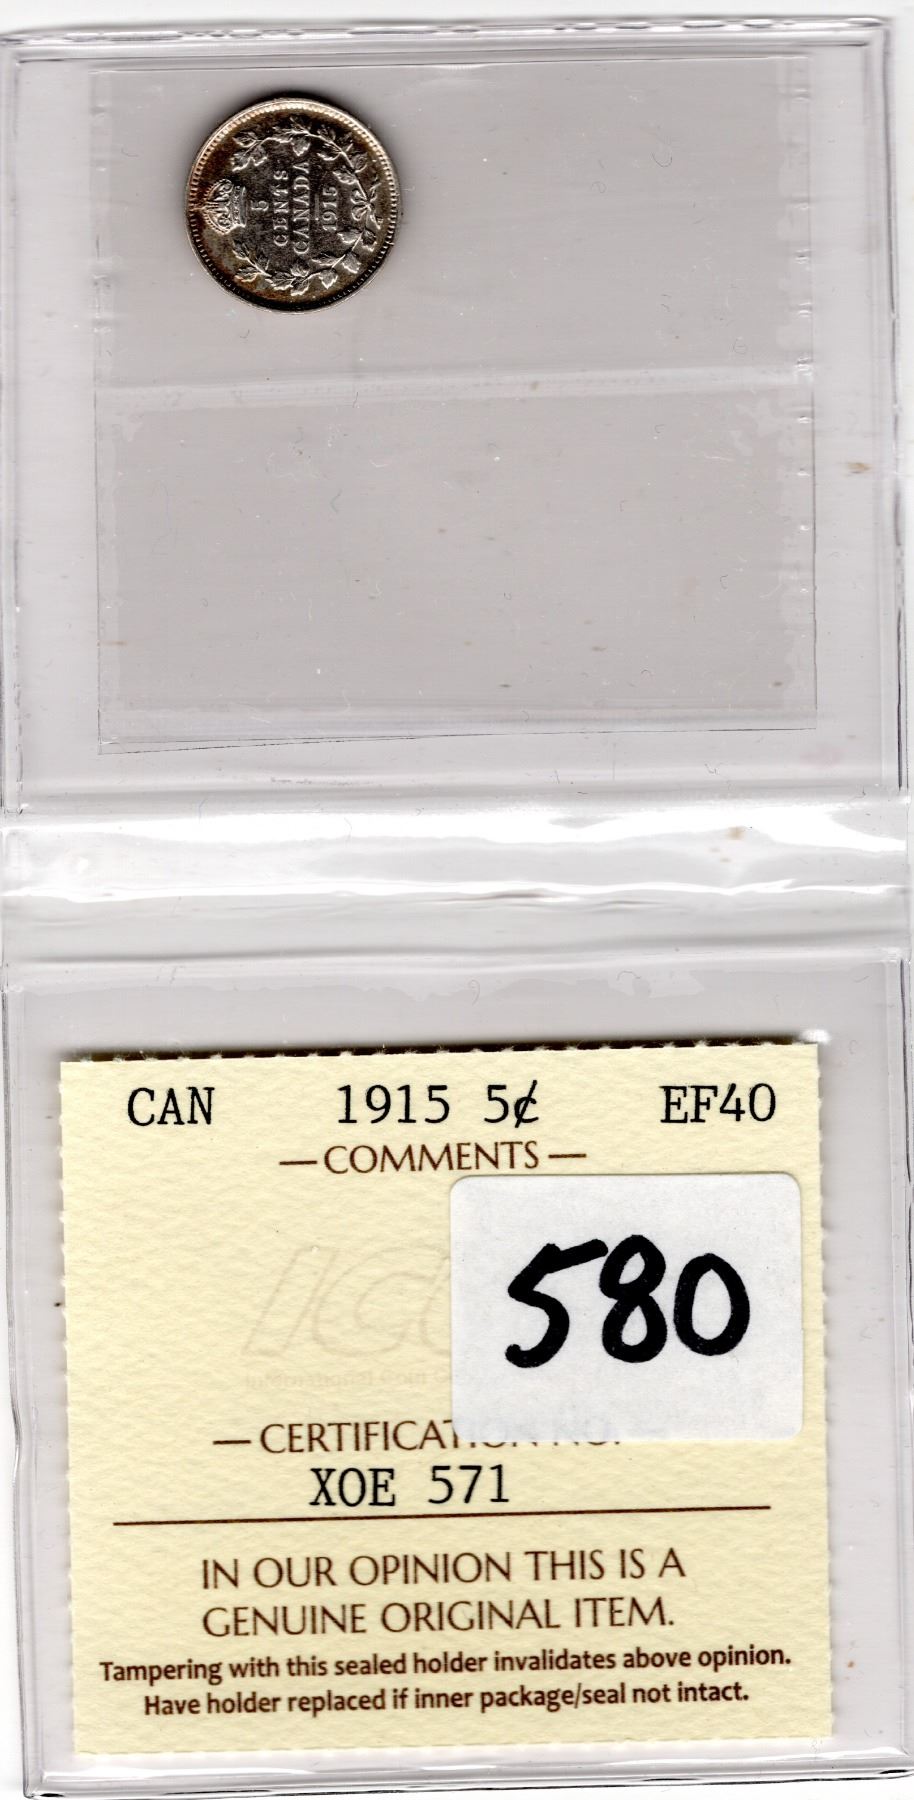 5
CENTS
CANADA
1915
CAN 1915 5¢ EF40
— COMMENTS —
580
XOE 571
IN OUR OPINION THIS IS A
GENUINE ORIGINAL ITEM.
Tampering with this sealed holder invalidates above opinion.
Have holder replaced if inner package/seal not intact.